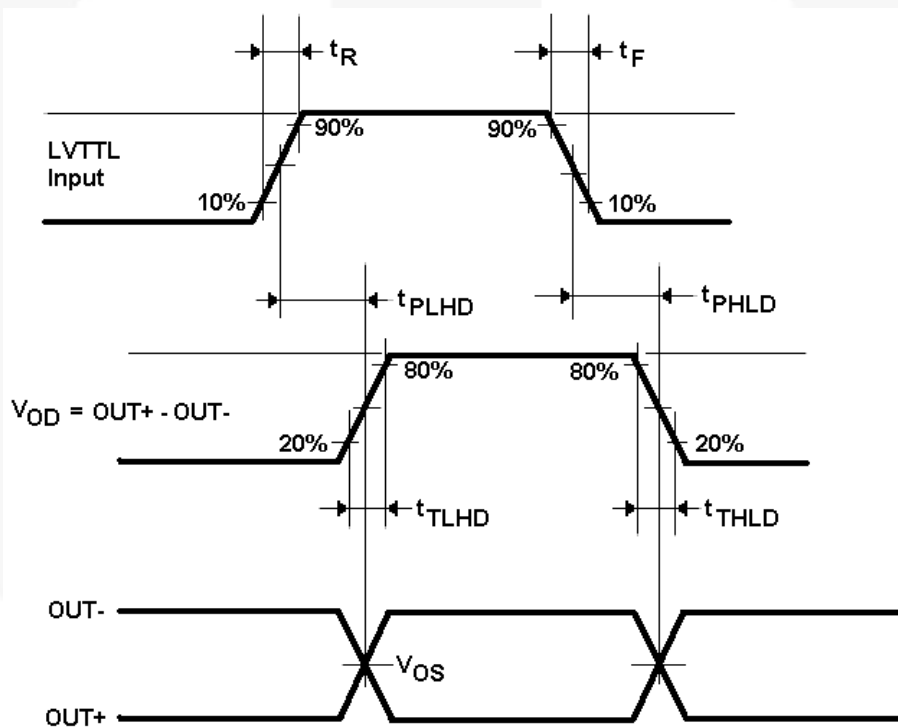 tR
tF
90%
90%
LVTTL
Input
10%
10%
tPLHD
tPHLD
80%
80%
VOD = OUT+ - OUT-
20%
20%
tTLHD
tTHLD
OUT-
VOS
OUT+